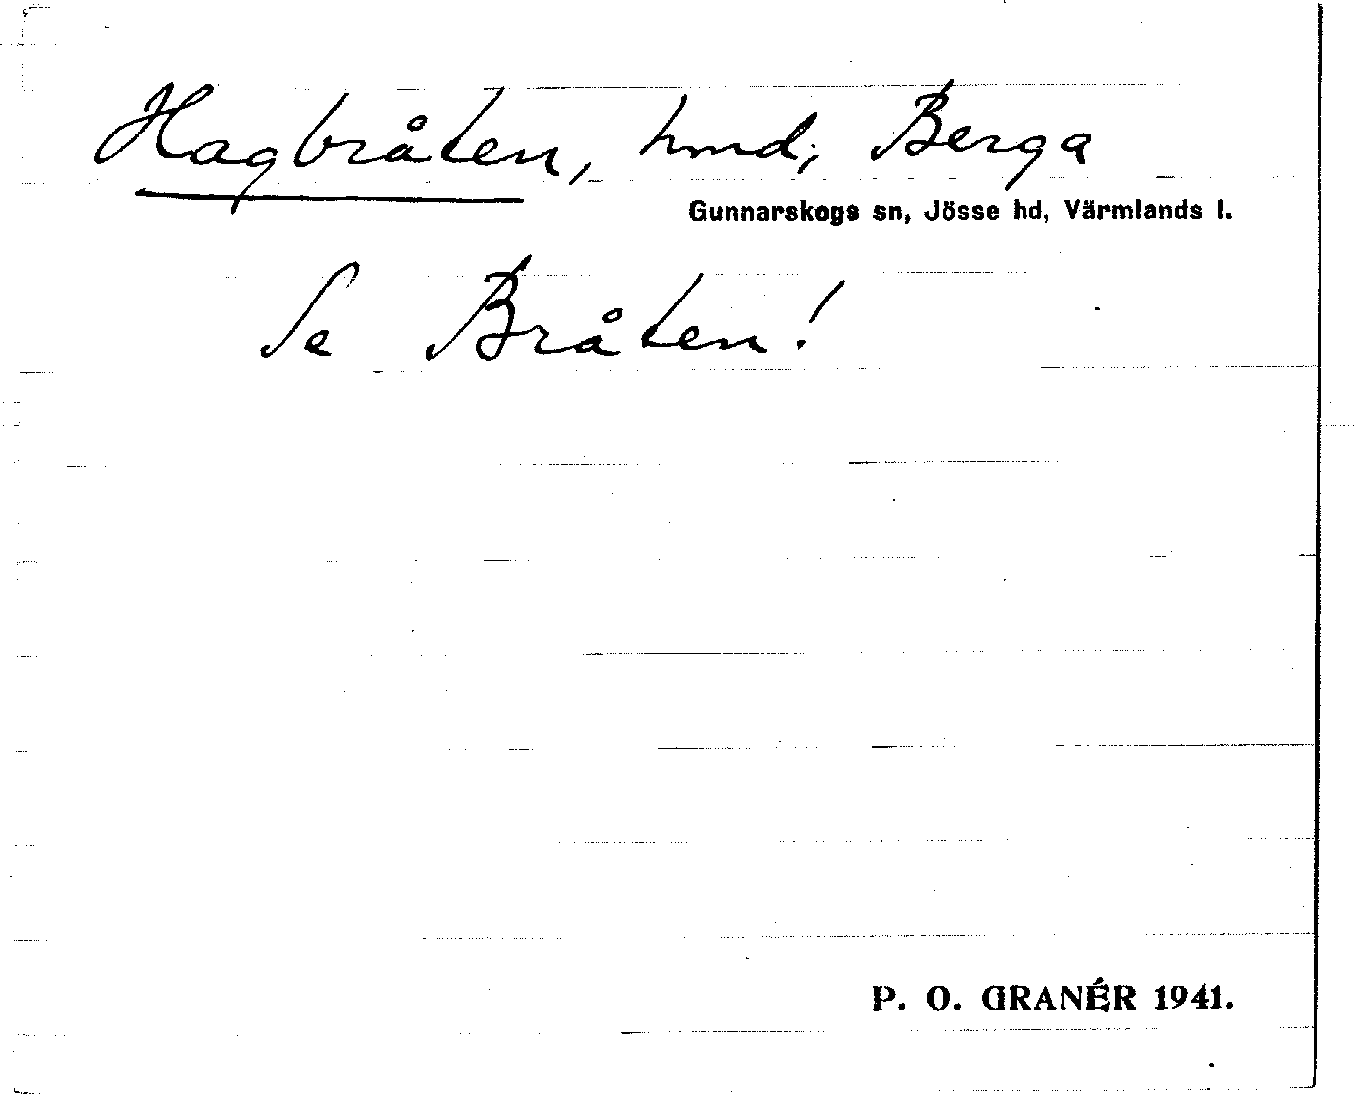 Hagbråten, hmd, Berga
Gunnarskogs sn, Jösse hd, Värmlands l.
Se Bråten!
P. O. GRANÉR 1941.